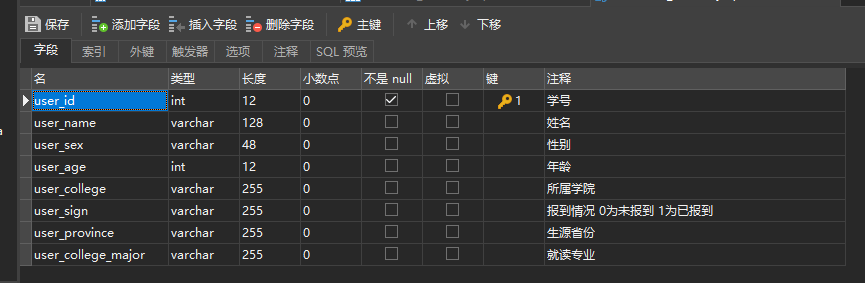 保存 添加字段 插入字段 删除字段 主键 上移 下移
字段 索引 外键 触发器 选项 注释 SQL 预览
名 类型 长度 小数点 不是 null 虚拟 键 注释
user_id int 12 0 1 学号
user_name varchar 128 0 姓名
user_sex varchar 48 0 性别
user_age int 12 0 年龄
user_college varchar 255 0 所属学院
user_sign varchar 255 0 报到情况 0为未报到 1为已报到
user_province varchar 255 0 生源省份
user_college_major varchar 255 0 就读专业